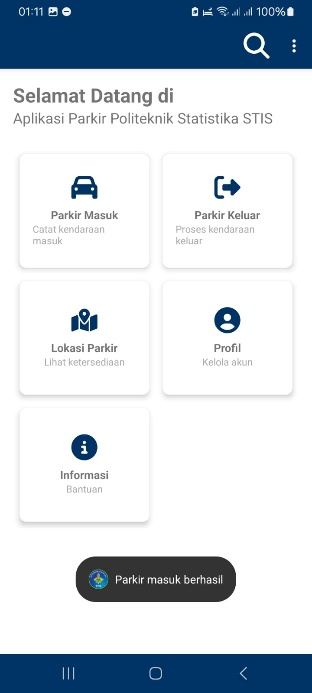 01:11
100%
Selamat Datang di
Aplikasi Parkir Politeknik Statistika STIS
Parkir Masuk
Catat kendaraan
masuk
Parkir Keluar
Proses kendaraan
keluar
Lokasi Parkir
Lihat ketersediaan
Profil
Kelola akun
Informasi
Bantuan
Parkir masuk berhasil